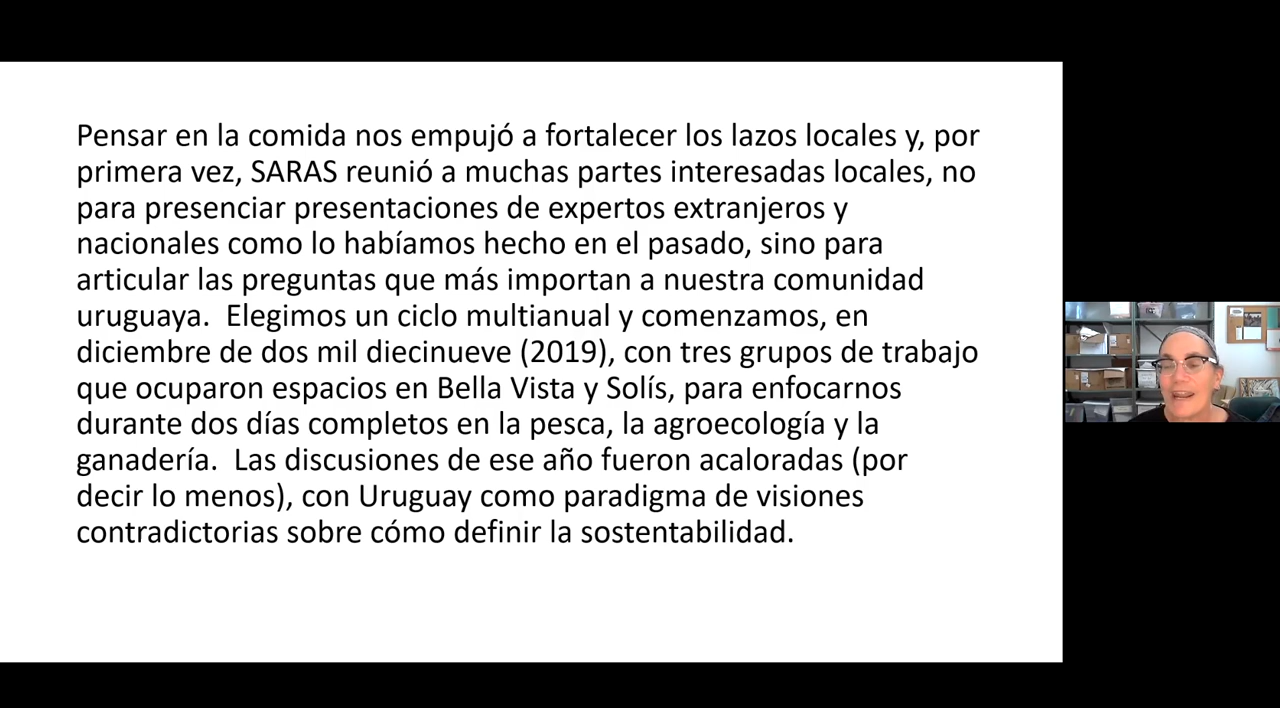 Pensar en la comida nos empujó a fortalecer los lazos locales y, por
primera vez, SARAS reunió a muchas partes interesadas locales, no
para presenciar presentaciones de expertos extranjeros y
nacionales como lo habíamos hecho en el pasado, sino para
articular las preguntas que más importan a nuestra comunidad
uruguaya.  Elegimos un ciclo multianual y comenzamos, en
diciembre de dos mil diecinueve (2019), con tres grupos de trabajo
que ocuparon espacios en Bella Vista y Solís, para enfocarnos
durante dos días completos en la pesca, la agroecología y la
ganadería.  Las discusiones de ese año fueron acaloradas (por
decir lo menos), con Uruguay como paradigma de visiones
contradictorias sobre cómo definir la sostentabilidad.